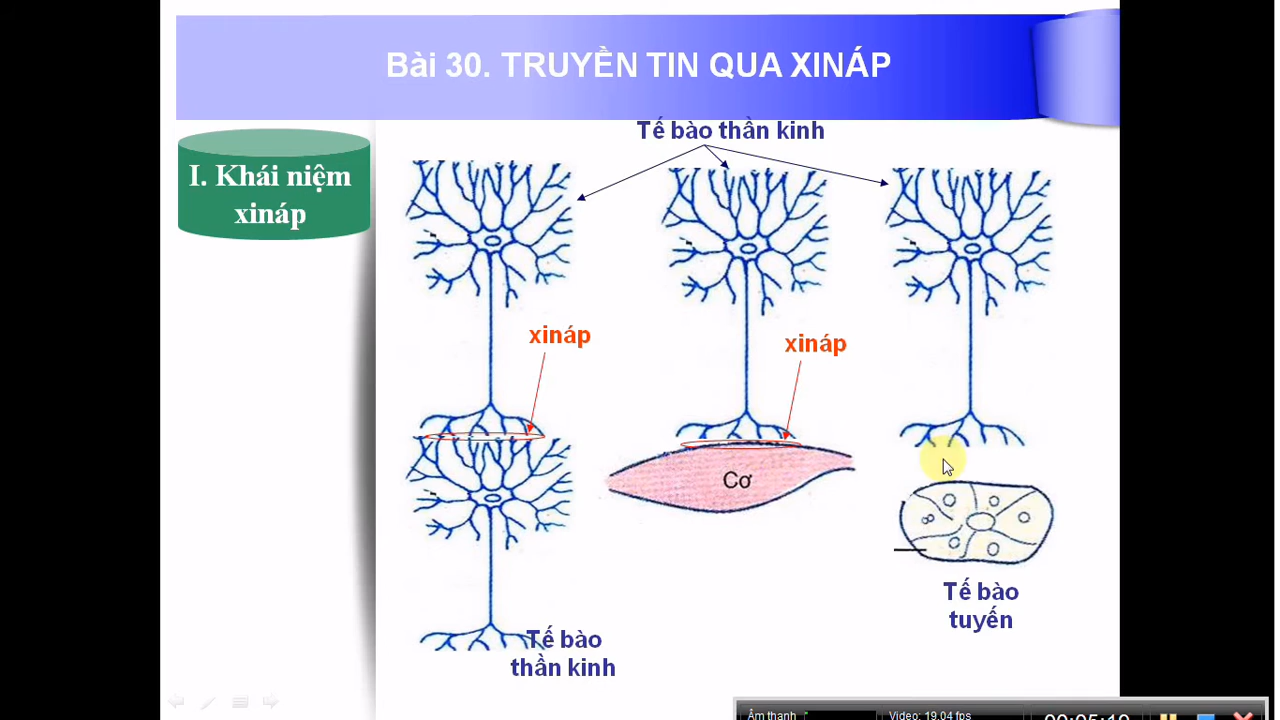 Bài 30. TRUYỀN TIN QUA XINÁP
Tế bào thần kinh
I. Khái niệm
xináp
xináp
xináp
Cơ
Tế bào
tuyến
Tế bào
thần kinh
Âm thanh
Video: 19.04 fps